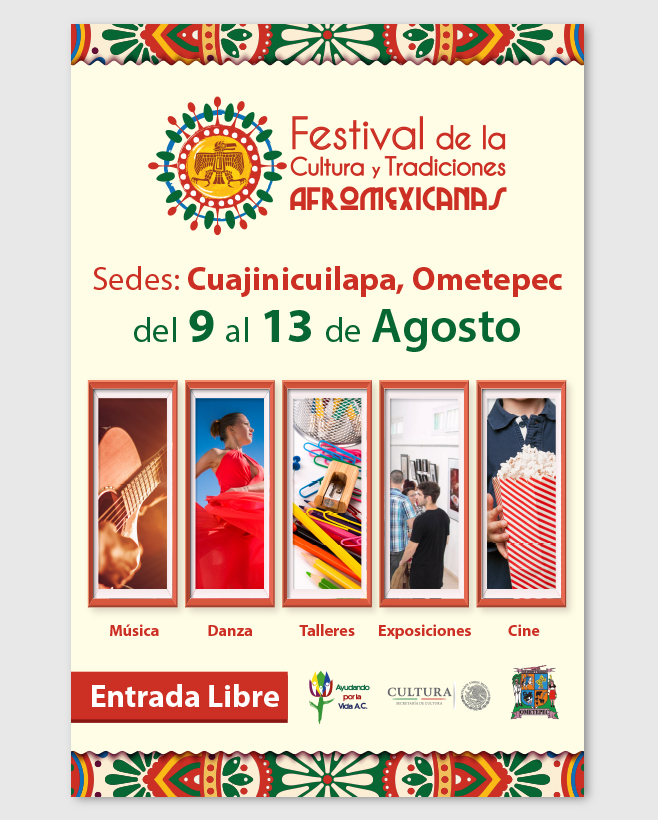 Festival de la
Cultura y Tradiciones
AFROMEXICANAS
Sedes: Cuajinicuilapa, Ometepec
del 9 al 13 de Agosto
Música
Danza
Talleres
Exposiciones
Cine
Entrada Libre
Ayudando
por la
Vida A.C.
CULTURA
SECRETARÍA DE CULTURA
OMETEPEC